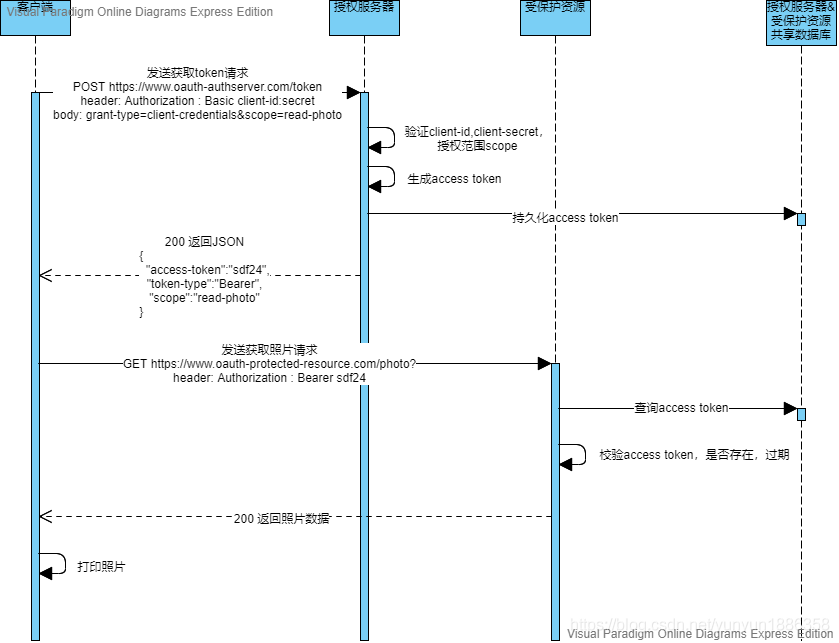 Visual Paradigm Online Diagrams Express Edition
客户端
授权服务器
受保护资源
授权服务器&
受保护资源
共享数据库
发送获取token请求
POST https://www.oauth-authserver.com/token
header: Authorization : Basic client-id:secret
body: grant-type=client-credentials&scope=read-photo
验证client-id,client-secret，
授权范围scope
生成access token
持久化access token
200 返回JSON
{
"access-token":"sdf24",
"token-type":"Bearer",
"scope":"read-photo"
}
发送获取照片请求
GET https://www.oauth-protected-resource.com/photo?
header: Authorization : Bearer sdf24
查询access token
校验access token，是否存在，过期
200 返回照片数据
打印照片
Visual Paradigm Online Diagrams Express Edition